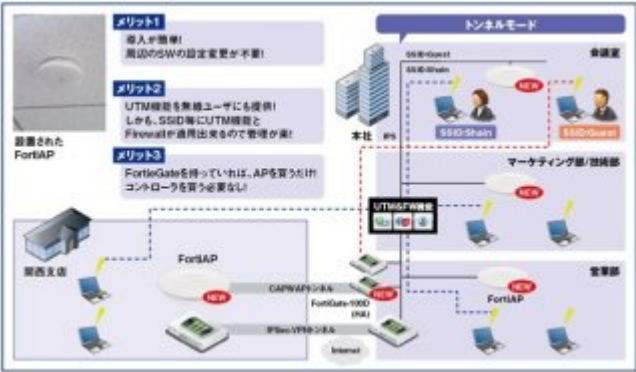 メリット1
導入が簡単!
周辺のSWの設定変更が不要!
メリット2
UTM機能を無線ユーザにも提供!
しかも、SSID毎にUTM機能と
Firewallが適用出来るので管理が楽!
メリット3
FortieGateを持っていれば、APを買うだけ!
コントローラを買う必要なし!
設置された
FortiAP
トンネルモード
SSID:Guest
SSID:Shain
会議室
NEW
本社
IPS
SSID:Shain
SSID:Guest
マーケティング部/技術部
NEW
UTM&FW機能
関西支店
FortiAP
NEW
CAPWAPトンネル
FortiGate-100D
(HA)
NEW
IPSec-VPNトンネル
Internet
営業部
NEW
FortiAP